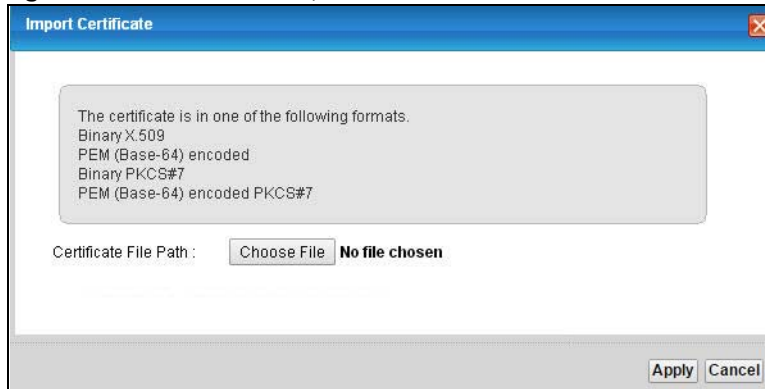 Import Certificate
The certificate is in one of the following formats.
Binary X.509
PEM (Base-64) encoded
Binary PKCS#7
PEM (Base-64) encoded PKCS#7
Certificate File Path : Choose File No file chosen
Apply Cancel